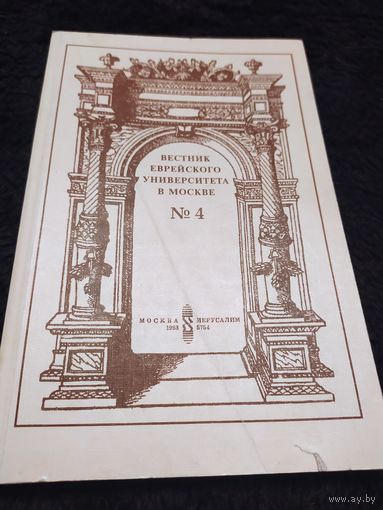 ВЕСТНИК
ЕВРЕЙСКОГО
УНИВЕРСИТЕТА
В МОСКВЕ
№ 4
МОСКВА ИЕРУСАЛИМ
1993 5754
www.ay.by